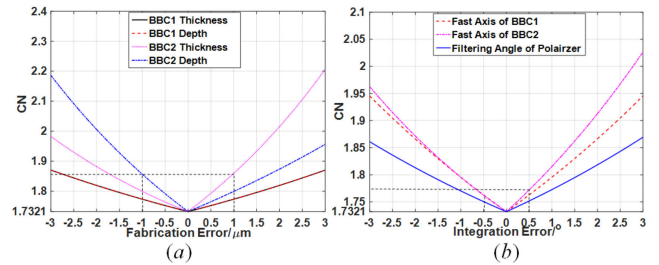 2.4
2.3
2.2
2.1
2
1.9
1.8
1.7321
CN
BBC1 Thickness
BBC1 Depth
BBC2 Thickness
BBC2 Depth
-3 -2.5 -2 -1.5 -1 -0.5 0 0.5 1 1.5 2 2.5 3
Fabrication Error/μm
(a)
2.1
2.05
2
1.95
1.9
1.85
1.8
1.75
1.7321
CN
Fast Axis of BBC1
Fast Axis of BBC2
Filtering Angle of Polairzer
-3 -2.5 -2 -1.5 -1 -0.5 0 0.5 1 1.5 2 2.5 3
Integration Error/°
(b)